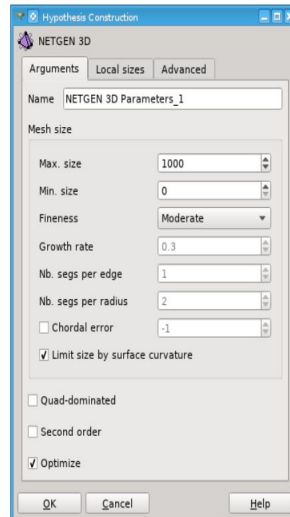 Hypothesis Construction
NETGEN 3D
Arguments Local sizes Advanced
Name NETGEN 3D Parameters_1
Mesh size
Max. size 1000
Min. size 0
Fineness Moderate
Growth rate 0.3
Nb. segs per edge 1
Nb. segs per radius 2
Chordal error -1
Limit size by surface curvature
Quad-dominated
Second order
Optimize
OK Cancel Help